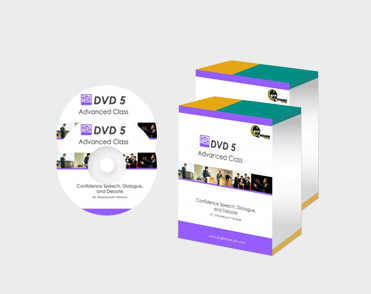 DVD 5
Advanced Class
DVD 5
Advanced Class
Confidence Speech, Dialogue,
and Debate
DVD 5
Advanced Class
Confidence Speech, Dialogue,
and Debate